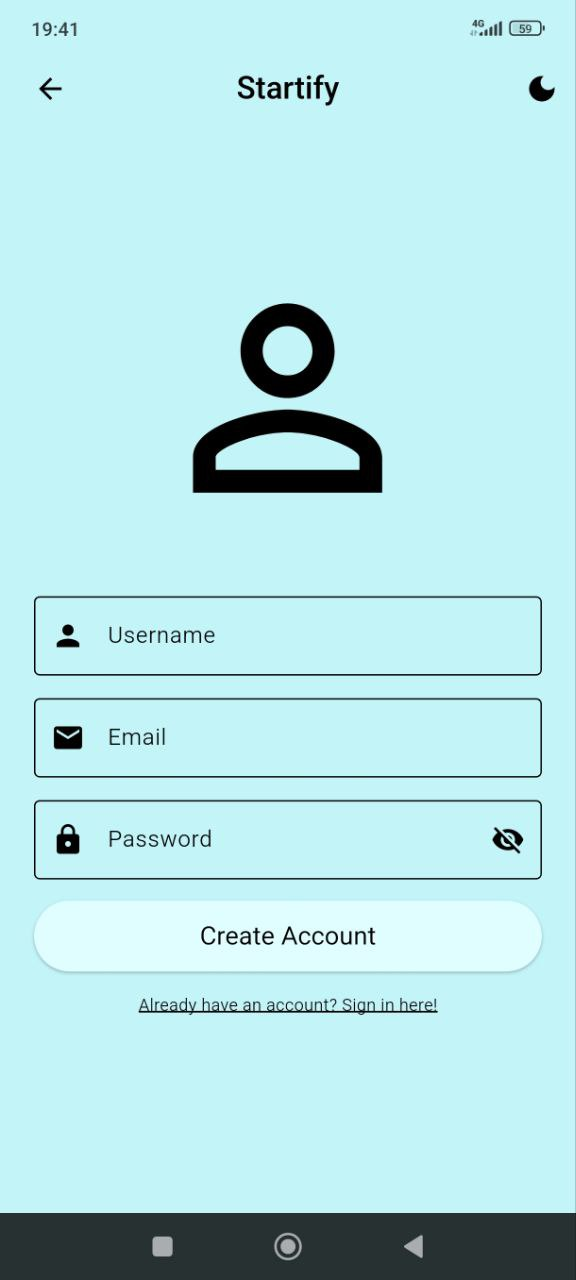 19:41
4G
59
Startify
Username
Email
Password
Create Account
Already have an account? Sign in here!